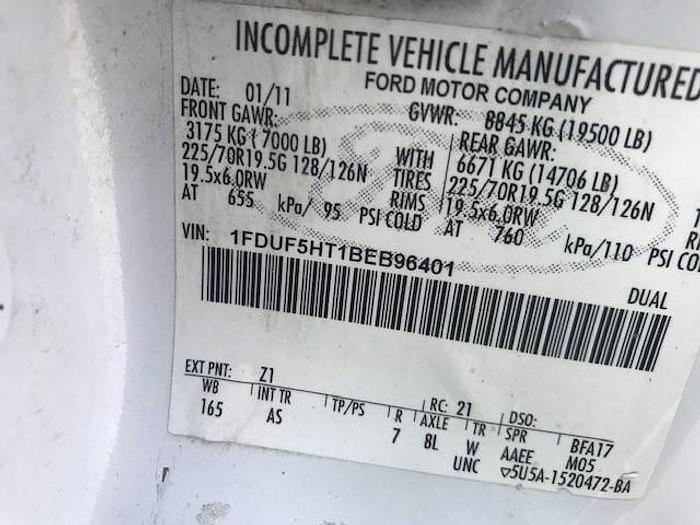 INCOMPLETE VEHICLE MANUFACTURED
FORD MOTOR COMPANY
DATE: 01/11 GVWR: 8845 KG (19500 LB)
FRONT GAWR: REAR GAWR:
3175 KG ( 7000 LB) WITH 6671 KG (14706 LB)
225/70R19.5G 128/126N TIRES 225/70R19.5G 128/126N
19.5x6.0RW RIMS 19.5x6.0RW
AT 655 kPa/ 95 PSI COLD AT 760 kPa/110 PSI CO
VIN: 1FDUF5HT1BEB96401
DUAL
EXT PNT: Z1 RC: 21 DSO:
WB INT TR TP/PS R AXLE TR SPR BFA17
165 AS 7 8L W AAEE M05
UNC ▽5U5A-1520472-BA